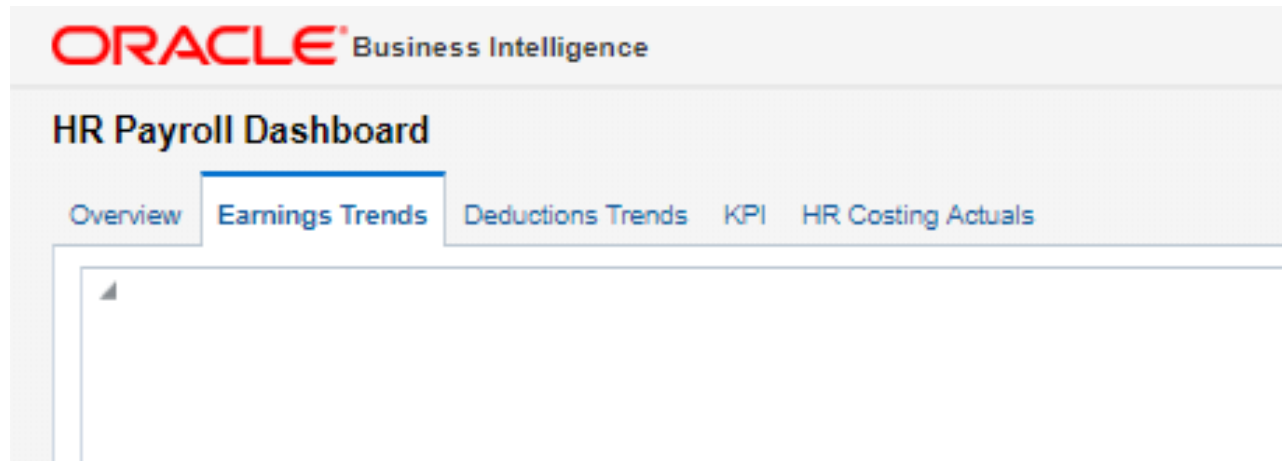 ORACLE Business Intelligence
HR Payroll Dashboard
Overview Earnings Trends Deductions Trends KPI HR Costing Actuals